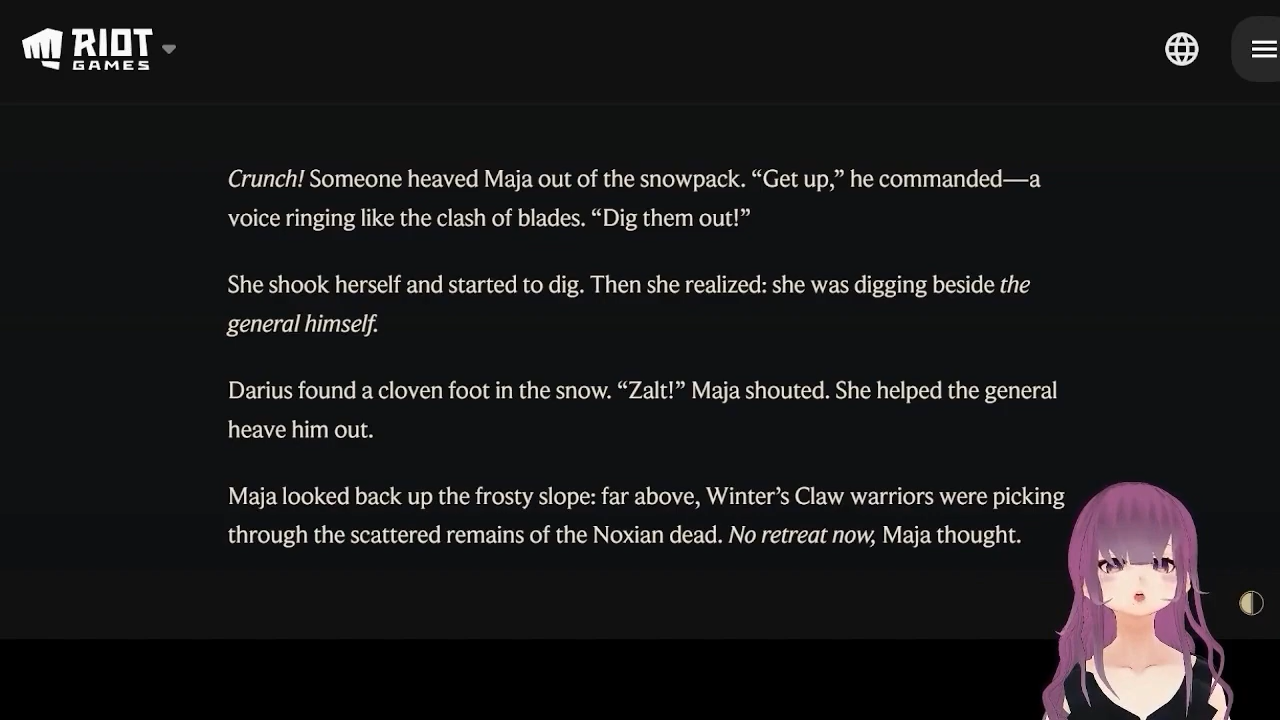 RIOT
GAMES
Crunch! Someone heaved Maja out of the snowpack. “Get up,” he commanded—a
voice ringing like the clash of blades. “Dig them out!”
She shook herself and started to dig. Then she realized: she was digging beside the
general himself.
Darius found a cloven foot in the snow. “Zalt!” Maja shouted. She helped the general
heave him out.
Maja looked back up the frosty slope: far above, Winter’s Claw warriors were picking
through the scattered remains of the Noxian dead. No retreat now, Maja thought.